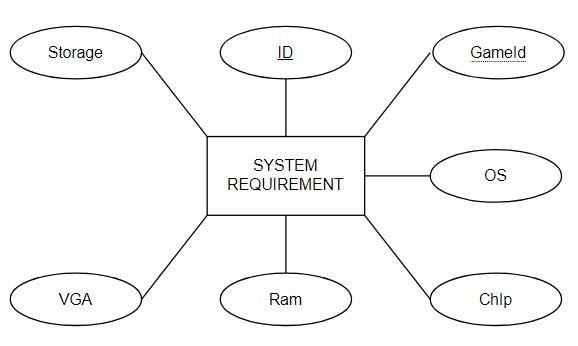 Storage
ID
GameId
SYSTEM
REQUIREMENT
OS
VGA
Ram
ChIp